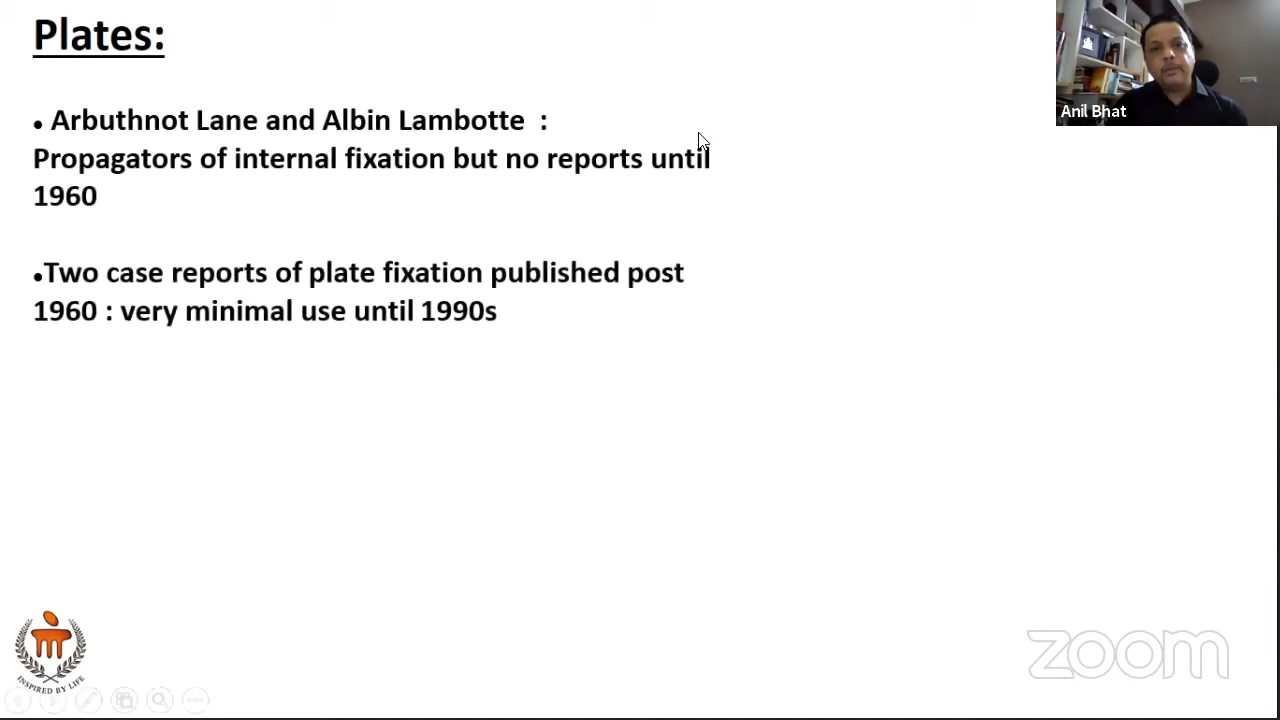 Plates:
Anil Bhat
● Arbuthnot Lane and Albin Lambotte :
Propagators of internal fixation but no reports until
1960
●Two case reports of plate fixation published post
1960 : very minimal use until 1990s
INSPIRED BY LIFE
zoom